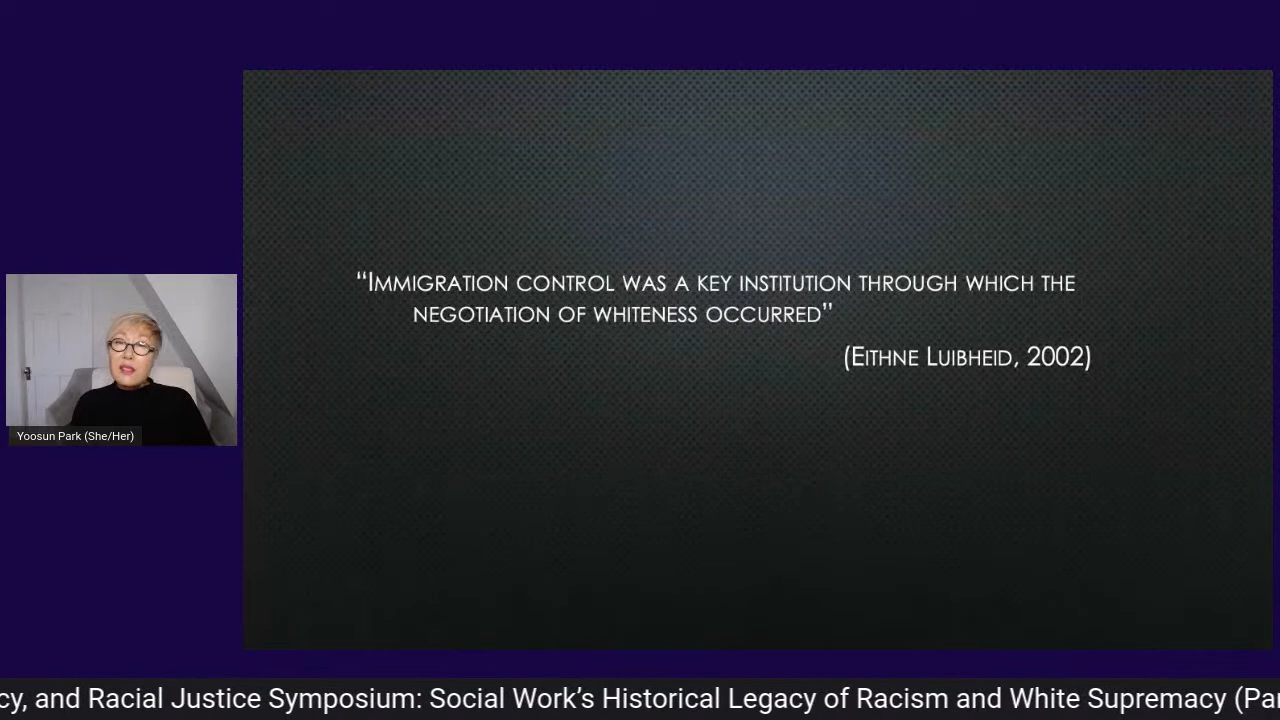 “Immigration control was a key institution through which the
negotiation of whiteness occurred”
(Eithne Luibheid, 2002)
Yoosun Park (She/Her)
cy, and Racial Justice Symposium: Social Work’s Historical Legacy of Racism and White Supremacy (Par